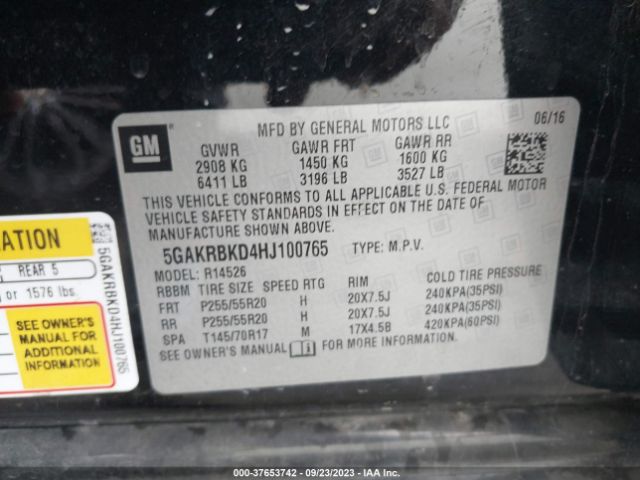 MFD BY GENERAL MOTORS LLC 06/16
GM
GVWR GAWR FRT GAWR RR
2908 KG 1450 KG 1600 KG
6411 LB 3196 LB 3527 LB
THIS VEHICLE CONFORMS TO ALL APPLICABLE U.S. FEDERAL MOTOR
VEHICLE SAFETY STANDARDS IN EFFECT ON THE DATE OF
MANUFACTURE SHOWN ABOVE.
5GAKRBKD4HJ100765 TYPE: M.P.V.
MODEL: R14526
RBBM TIRE SIZE SPEED RTG RIM COLD TIRE PRESSURE
FRT P255/55R20 H 20X7.5J 240KPA(35PSI)
RR P255/55R20 H 20X7.5J 240KPA(35PSI)
SPA T145/70R17 M 17X4.5B 420KPA(60PSI)
SEE OWNER'S MANUAL FOR MORE INFORMATION.
ATION
REAR 5
or 1576 lbs.
SEE OWNER'S
MANUAL FOR
ADDITIONAL
INFORMATION
5GAKRBKD4HJ100765
000-37653742 - 09/23/2023 - IAA Inc.